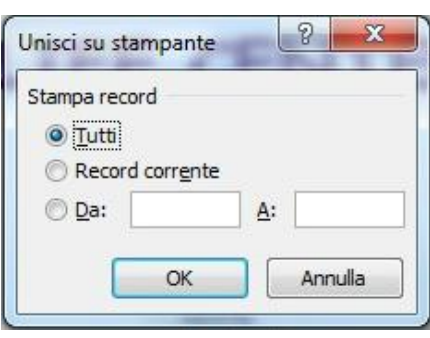 Unisci su stampante
Stampa record
Tutti
Record corrente
Da: A:
OK Annulla